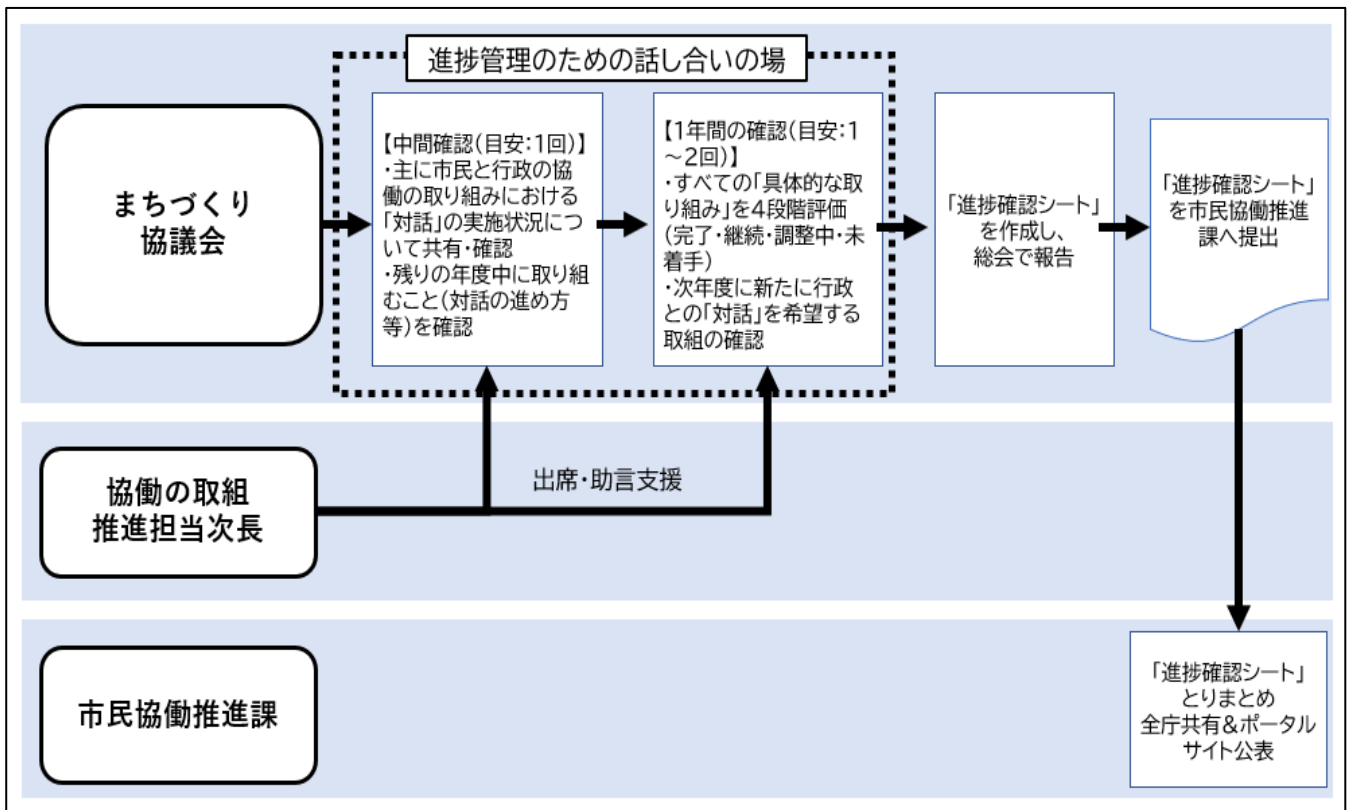 進捗管理のための話し合いの場
まちづくり
協議会
【中間確認(目安:1回)】
・主に市民と行政の協
働の取り組みにおける
「対話」の実施状況につ
いて共有・確認
・残りの年度中に取り組
むこと(対話の進め方
等)を確認
【1年間の確認(目安:1
～2回)】
・すべての「具体的な取
り組み」を4段階評価
(完了・継続・調整中・未
着手)
・次年度に新たに行政
との「対話」を希望する
取組の確認
「進捗確認シート」
を作成し、
総会で報告
「進捗確認シート」
を市民協働推進
課へ提出
協働の取組
推進担当次長
出席・助言支援
市民協働推進課
「進捗確認シート」
とりまとめ
全庁共有&ポータル
サイト公表